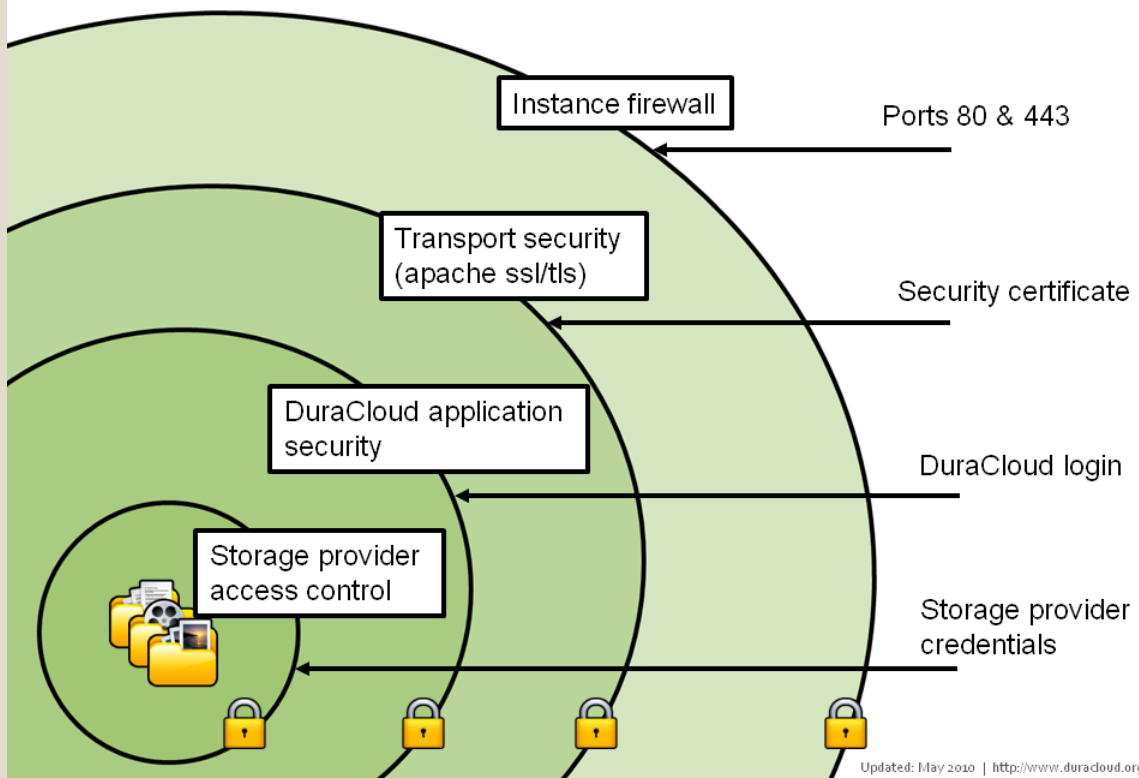 Instance firewall
Ports 80 & 443
Transport security
(apache ssl/tls)
Security certificate
DuraCloud application
security
DuraCloud login
Storage provider
access control
Storage provider
credentials
Updated: May 2010 | http://www.duracloud.org